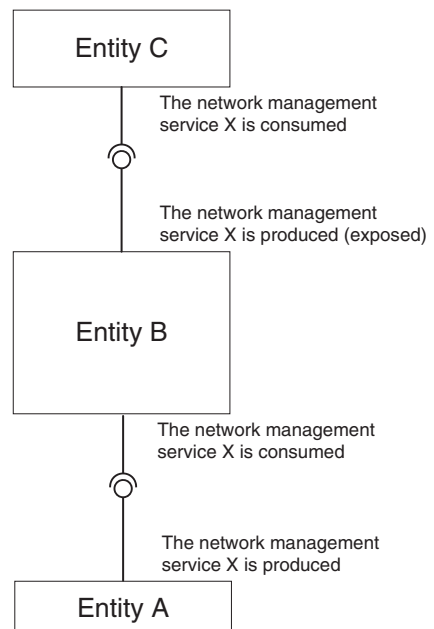 Entity C
The network management
service X is consumed
The network management
service X is produced (exposed)
Entity B
The network management
service X is consumed
The network management
service X is produced
Entity A